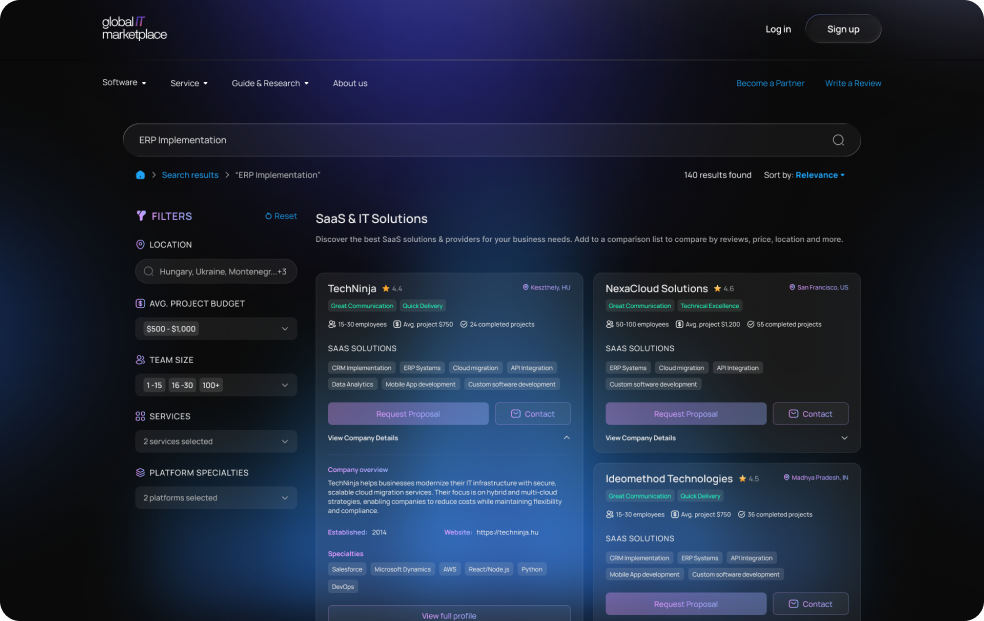 global IT
marketplace
Log in
Sign up
Software
Service
Guide & Research
About us
Become a Partner
Write a Review
ERP Implementation
Search results
"ERP Implementation"
140 results found
Sort by: Relevance
FILTERS
Reset
LOCATION
Hungary, Ukraine, Montenegr...+3
AVG. PROJECT BUDGET
$500 - $1,000
TEAM SIZE
1 -15
16 -30
100+
SERVICES
2 services selected
PLATFORM SPECIALTIES
2 platforms selected
SaaS & IT Solutions
Discover the best SaaS solutions & providers for your business needs. Add to a comparison list to compare by reviews, price, location and more.
TechNinja 4.4
Keszthely, HU
Great Communication
Quick Delivery
15-30 employees
Avg. project $750
24 completed projects
SAAS SOLUTIONS
CRM Implementation
ERP Systems
Cloud migration
API Integration
Data Analytics
Mobile App development
Custom software development
Request Proposal
Contact
View Company Details
Company overview
TechNinja helps businesses modernize their IT infrastructure with secure,
scalable cloud migration services. Their focus is on hybrid and multi-cloud
strategies, enabling companies to reduce costs while maintaining flexibility
and compliance.
Established: 2014
Website: https://techninja.hu
Specialties
Salesforce
Microsoft Dynamics
AWS
React/Node.js
Python
DevOps
View full profile
NexaCloud Solutions 4.6
San Francisco, US
Great Communication
Technical Excellence
50-100 employees
Avg. project $1,200
55 completed projects
SAAS SOLUTIONS
ERP Systems
Cloud migration
API Integration
Custom software development
Request Proposal
Contact
View Company Details
Ideomethod Technologies 4.5
Madhya Pradesh, IN
Great Communication
Quick Delivery
15-30 employees
Avg. project $750
36 completed projects
SAAS SOLUTIONS
CRM Implementation
ERP Systems
API Integration
Mobile App development
Custom software development
Request Proposal
Contact